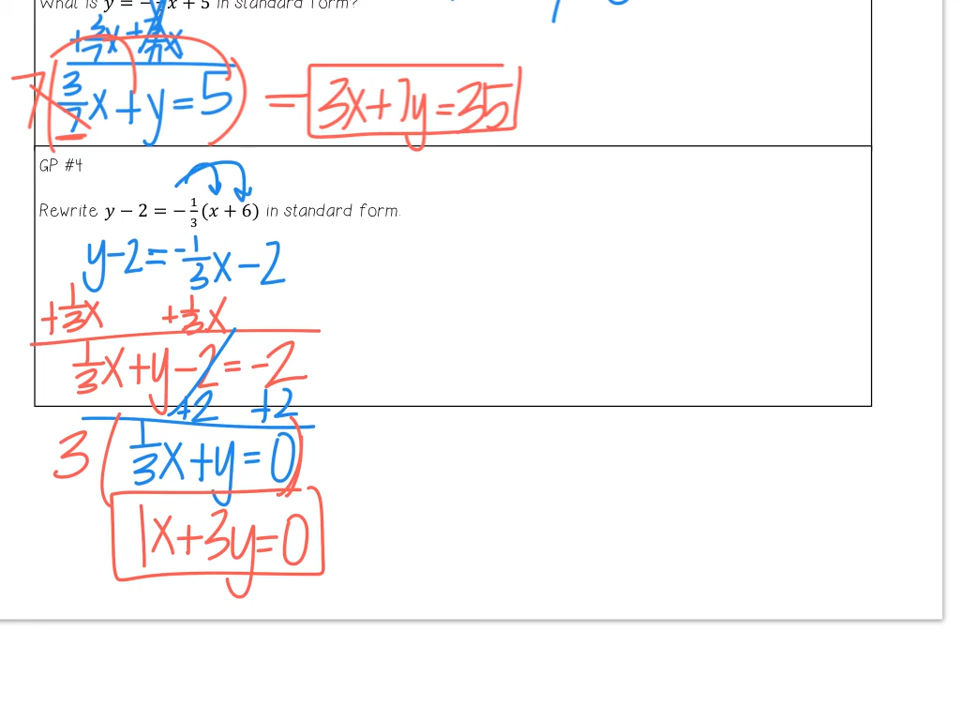 What is y = − x + 5 in standard form?
+3/7x +3/7x
7(3/7x+y=5) = 3x+7y=35
GP #4
Rewrite y − 2 = −1/3(x + 6) in standard form.
y-2=-1/3x-2
+1/3x +1/3x
1/3x+y-2=-2
+2 +2
3(1/3x+y=0)
1x+3y=0